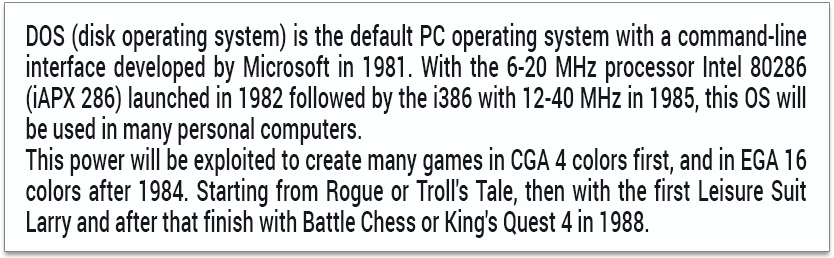 DOS (disk operating system) is the default PC operating system with a command-line
interface developed by Microsoft in 1981. With the 6-20 MHz processor Intel 80286
(iAPX 286) launched in 1982 followed by the i386 with 12-40 MHz in 1985, this OS will
be used in many personal computers.
This power will be exploited to create many games in CGA 4 colors first, and in EGA 16
colors after 1984. Starting from Rogue or Troll's Tale, then with the first Leisure Suit
Larry and after that finish with Battle Chess or King's Quest 4 in 1988.